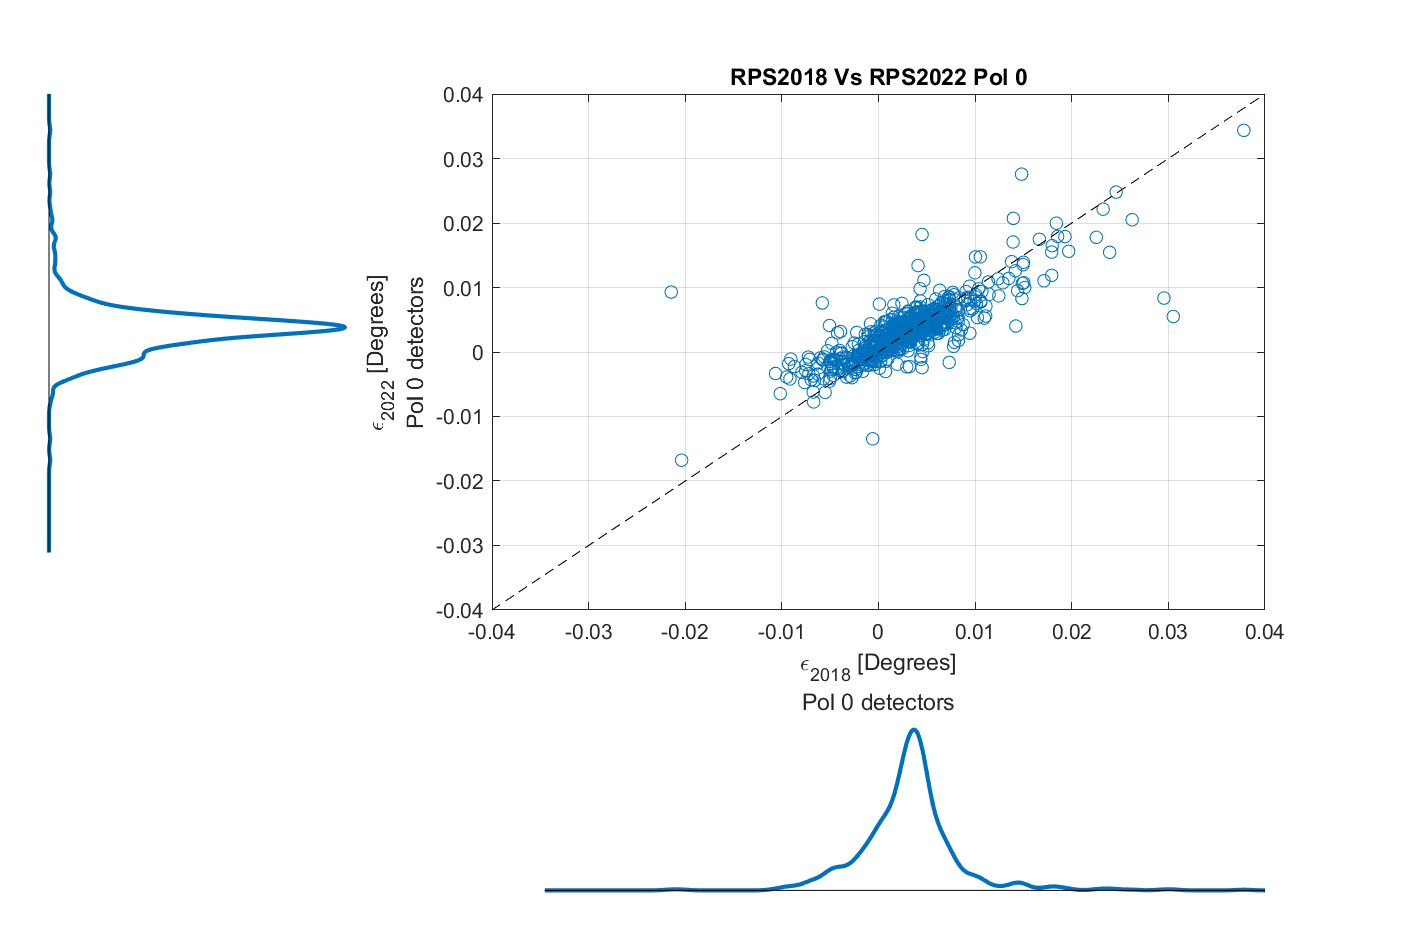 RPS2018 Vs RPS2022 Pol 0
0.04
0.03
0.02
0.01
0
-0.01
-0.02
-0.03
-0.04
ϵ2022 [Degrees]
Pol 0 detectors
-0.04 -0.03 -0.02 -0.01 0 0.01 0.02 0.03 0.04
ϵ2018 [Degrees]
Pol 0 detectors